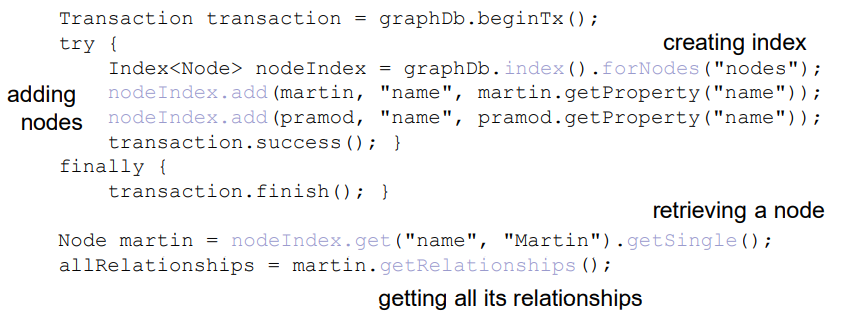 Transaction transaction = graphDb.beginTx();
try {
creating index
Index<Node> nodeIndex = graphDb.index().forNodes("nodes");
adding
nodes
nodeIndex.add(martin, "name", martin.getProperty("name"));
nodeIndex.add(pramod, "name", pramod.getProperty("name"));
transaction.success(); }
finally {
transaction.finish(); }
retrieving a node
Node martin = nodeIndex.get("name", "Martin").getSingle();
allRelationships = martin.getRelationships();
getting all its relationships